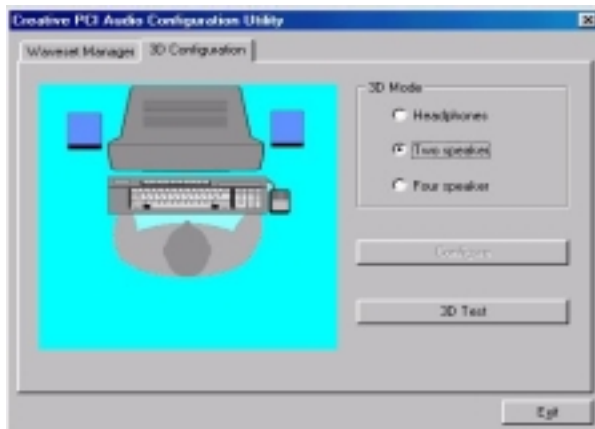 Creative PCI Audio Configuration Utility
Waveset Manager
3D Configuration
3D Mode
Headphones
Two speaker
Four speaker
Configure
3D Test
Exit